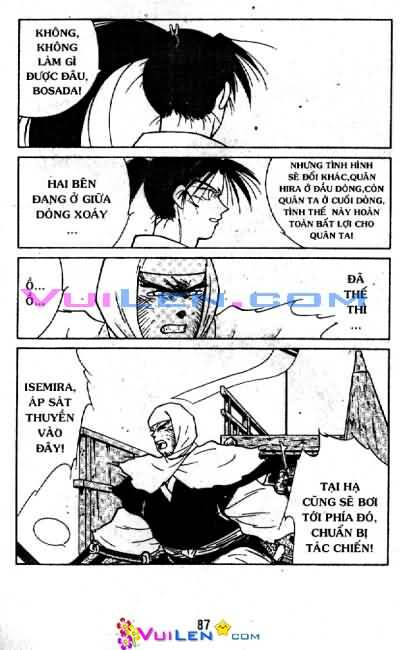 KHÔNG,
KHÔNG
LÀM GÌ
ĐƯỢC ĐÂU,
BOSADA!
HAI BÊN
ĐANG Ở GIỮA
DÒNG XOÁY
...
NHƯNG TÌNH HÌNH
SẼ ĐỔI KHÁC,QUÂN
HIRA Ở ĐẦU DÒNG,CÒN
QUÂN TA Ở CUỐI DÒNG,
TÌNH THẾ NÀY HOÀN
TOÀN BẤT LỢI CHO
QUÂN TA!
Ồ...
Ồ...
ĐÃ
THẾ
THÌ
...
VUILEN.COM
ISEMIRA,
ÁP SÁT
THUYỀN
VÀO
ĐÂY!
TẠI HẠ
CŨNG SẼ BƠI
TỚI PHÍA ĐÓ,
CHUẨN BỊ
TÁC CHIẾN!
87
VUILEN.COM